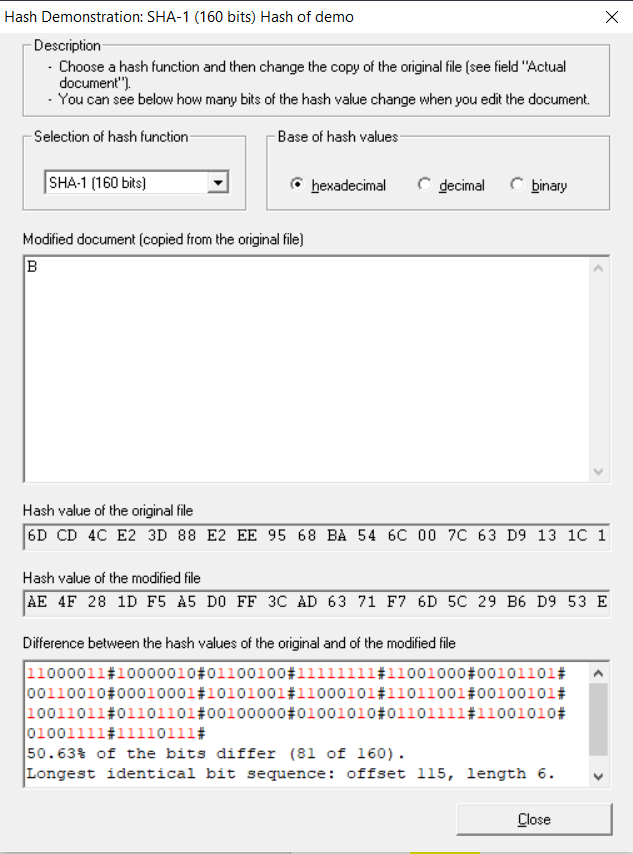 Hash Demonstration: SHA-1 (160 bits) Hash of demo
Description
- Choose a hash function and then change the copy of the original file (see field "Actual
document").
- You can see below how many bits of the hash value change when you edit the document.
Selection of hash function
SHA-1 (160 bits)
Base of hash values
hexadecimal
decimal
binary
Modified document (copied from the original file)
B
Hash value of the original file
6D CD 4C E2 3D 88 E2 EE 95 68 BA 54 6C 00 7C 63 D9 13 1C 1
Hash value of the modified file
AE 4F 28 1D F5 A5 D0 FF 3C AD 63 71 F7 6D 5C 29 B6 D9 53 E
Difference between the hash values of the original and of the modified file
11000011#10000010#01100100#11111111#11001000#00101101#
00110010#00010001#10101001#11000101#11011001#00100101#
10011011#01101101#00100000#01001010#01101111#11001010#
01001111#11110111#
50.63% of the bits differ (81 of 160).
Longest identical bit sequence: offset 115, length 6.
Close